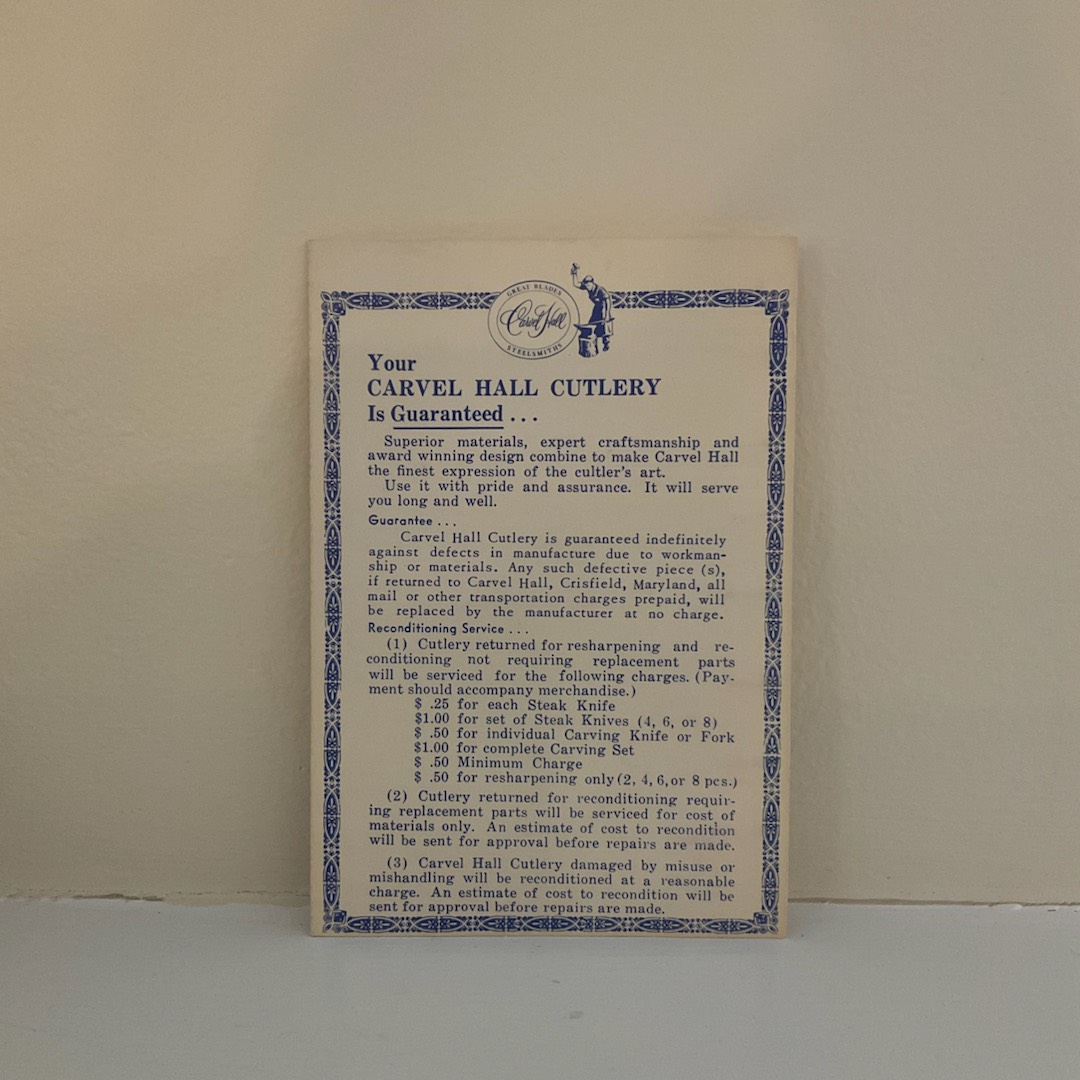 GREAT BLADES
Carvel Hall
STEELSMITHS
Your
CARVEL HALL CUTLERY
Is Guaranteed . . .
Superior materials, expert craftsmanship and
award winning design combine to make Carvel Hall
the finest expression of the cultler's art.
Use it with pride and assurance. It will serve
you long and well.
Guarantee . . .
Carvel Hall Cutlery is guaranteed indefinitely
against defects in manufacture due to workman-
ship or materials. Any such defective piece (s),
if returned to Carvel Hall, Crisfield, Maryland, all
mail or other transportation charges prepaid, will
be replaced by the manufacturer at no charge.
Reconditioning Service . . .
(1) Cutlery returned for resharpening and re-
conditioning not requiring replacement parts
will be serviced for the following charges. (Pay-
ment should accompany merchandise.)
$ .25 for each Steak Knife
$1.00 for set of Steak Knives (4, 6, or 8)
$ .50 for individual Carving Knife or Fork
$1.00 for complete Carving Set
$ .50 Minimum Charge
$ .50 for resharpening only (2, 4, 6, or 8 pcs.)
(2) Cutlery returned for reconditioning requir-
ing replacement parts will be serviced for cost of
materials only. An estimate of cost to recondition
will be sent for approval before repairs are made.
(3) Carvel Hall Cutlery damaged by misuse or
mishandling will be reconditioned at a reasonable
charge. An estimate of cost to recondition will be
sent for approval before repairs are made.